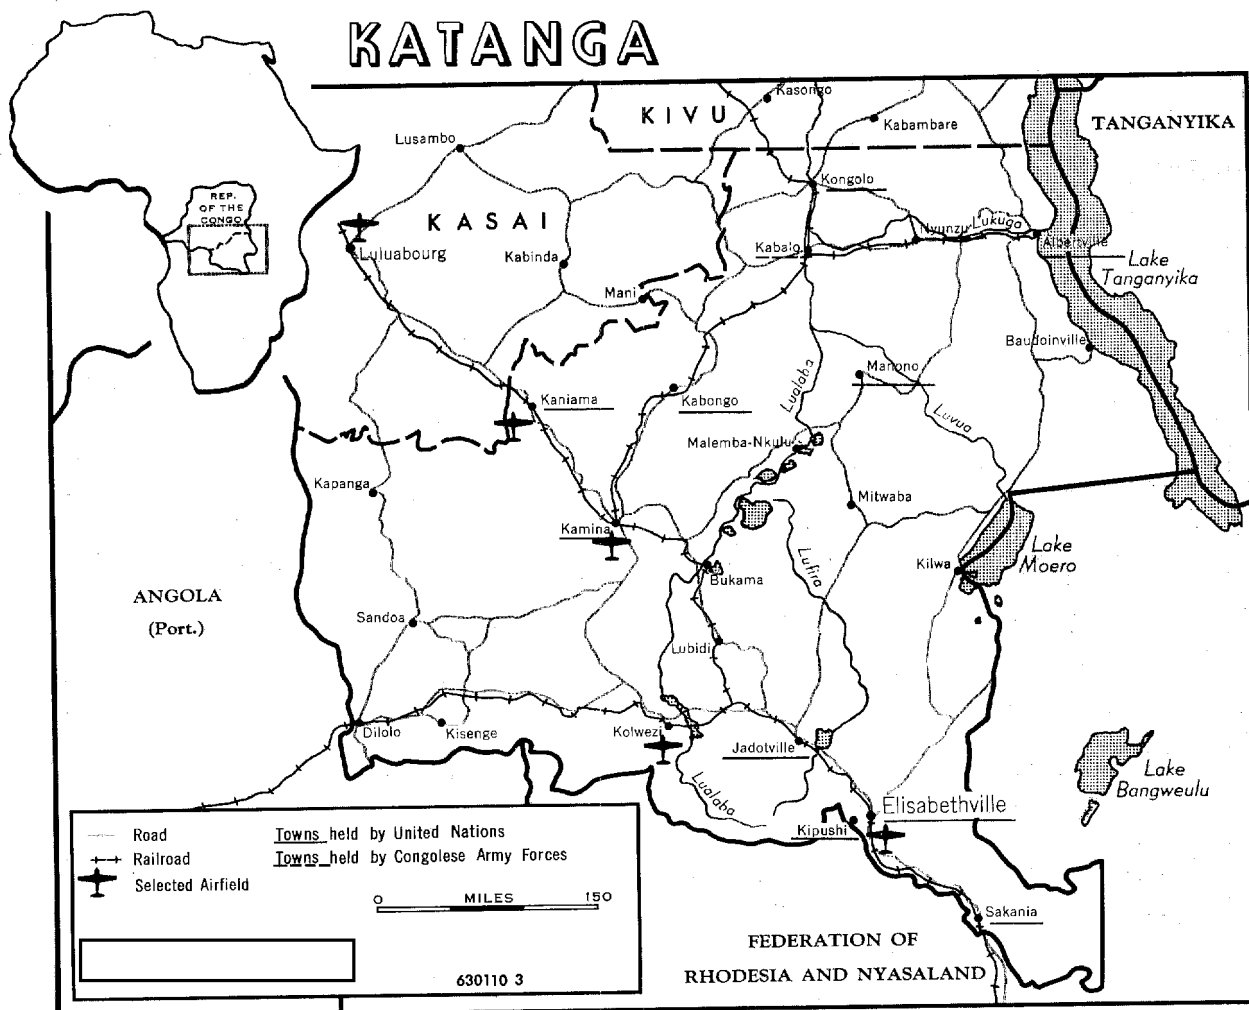 KATANGA
REP.
OF THE
CONGO
KIVU
Kasongo
Kabambare
TANGANYIKA
Lusambo
Kongolo
KASAI
Luluabourg
Kabinda
Kabalo
Nyunzu
Lukuga
Albertville
Lake
Tanganyika
Mani
Baudoinville
Manono
Lualaba
Kaniama
Kabongo
Luvua
Malemba-Nkulu
Kapanga
Mitwaba
Kamina
Lufira
Lake
Moero
Kilwa
Bukama
ANGOLA
(Port.)
Sandoa
Lubidi
Dilolo
Kisenge
Kolwezi
Jadotville
Lualaba
Lake
Bangweulu
Elisabethville
Kipushi
Sakania
Road
Railroad
Selected Airfield
Towns held by United Nations
Towns held by Congolese Army Forces
0 MILES 150
630110 3
FEDERATION OF
RHODESIA AND NYASALAND